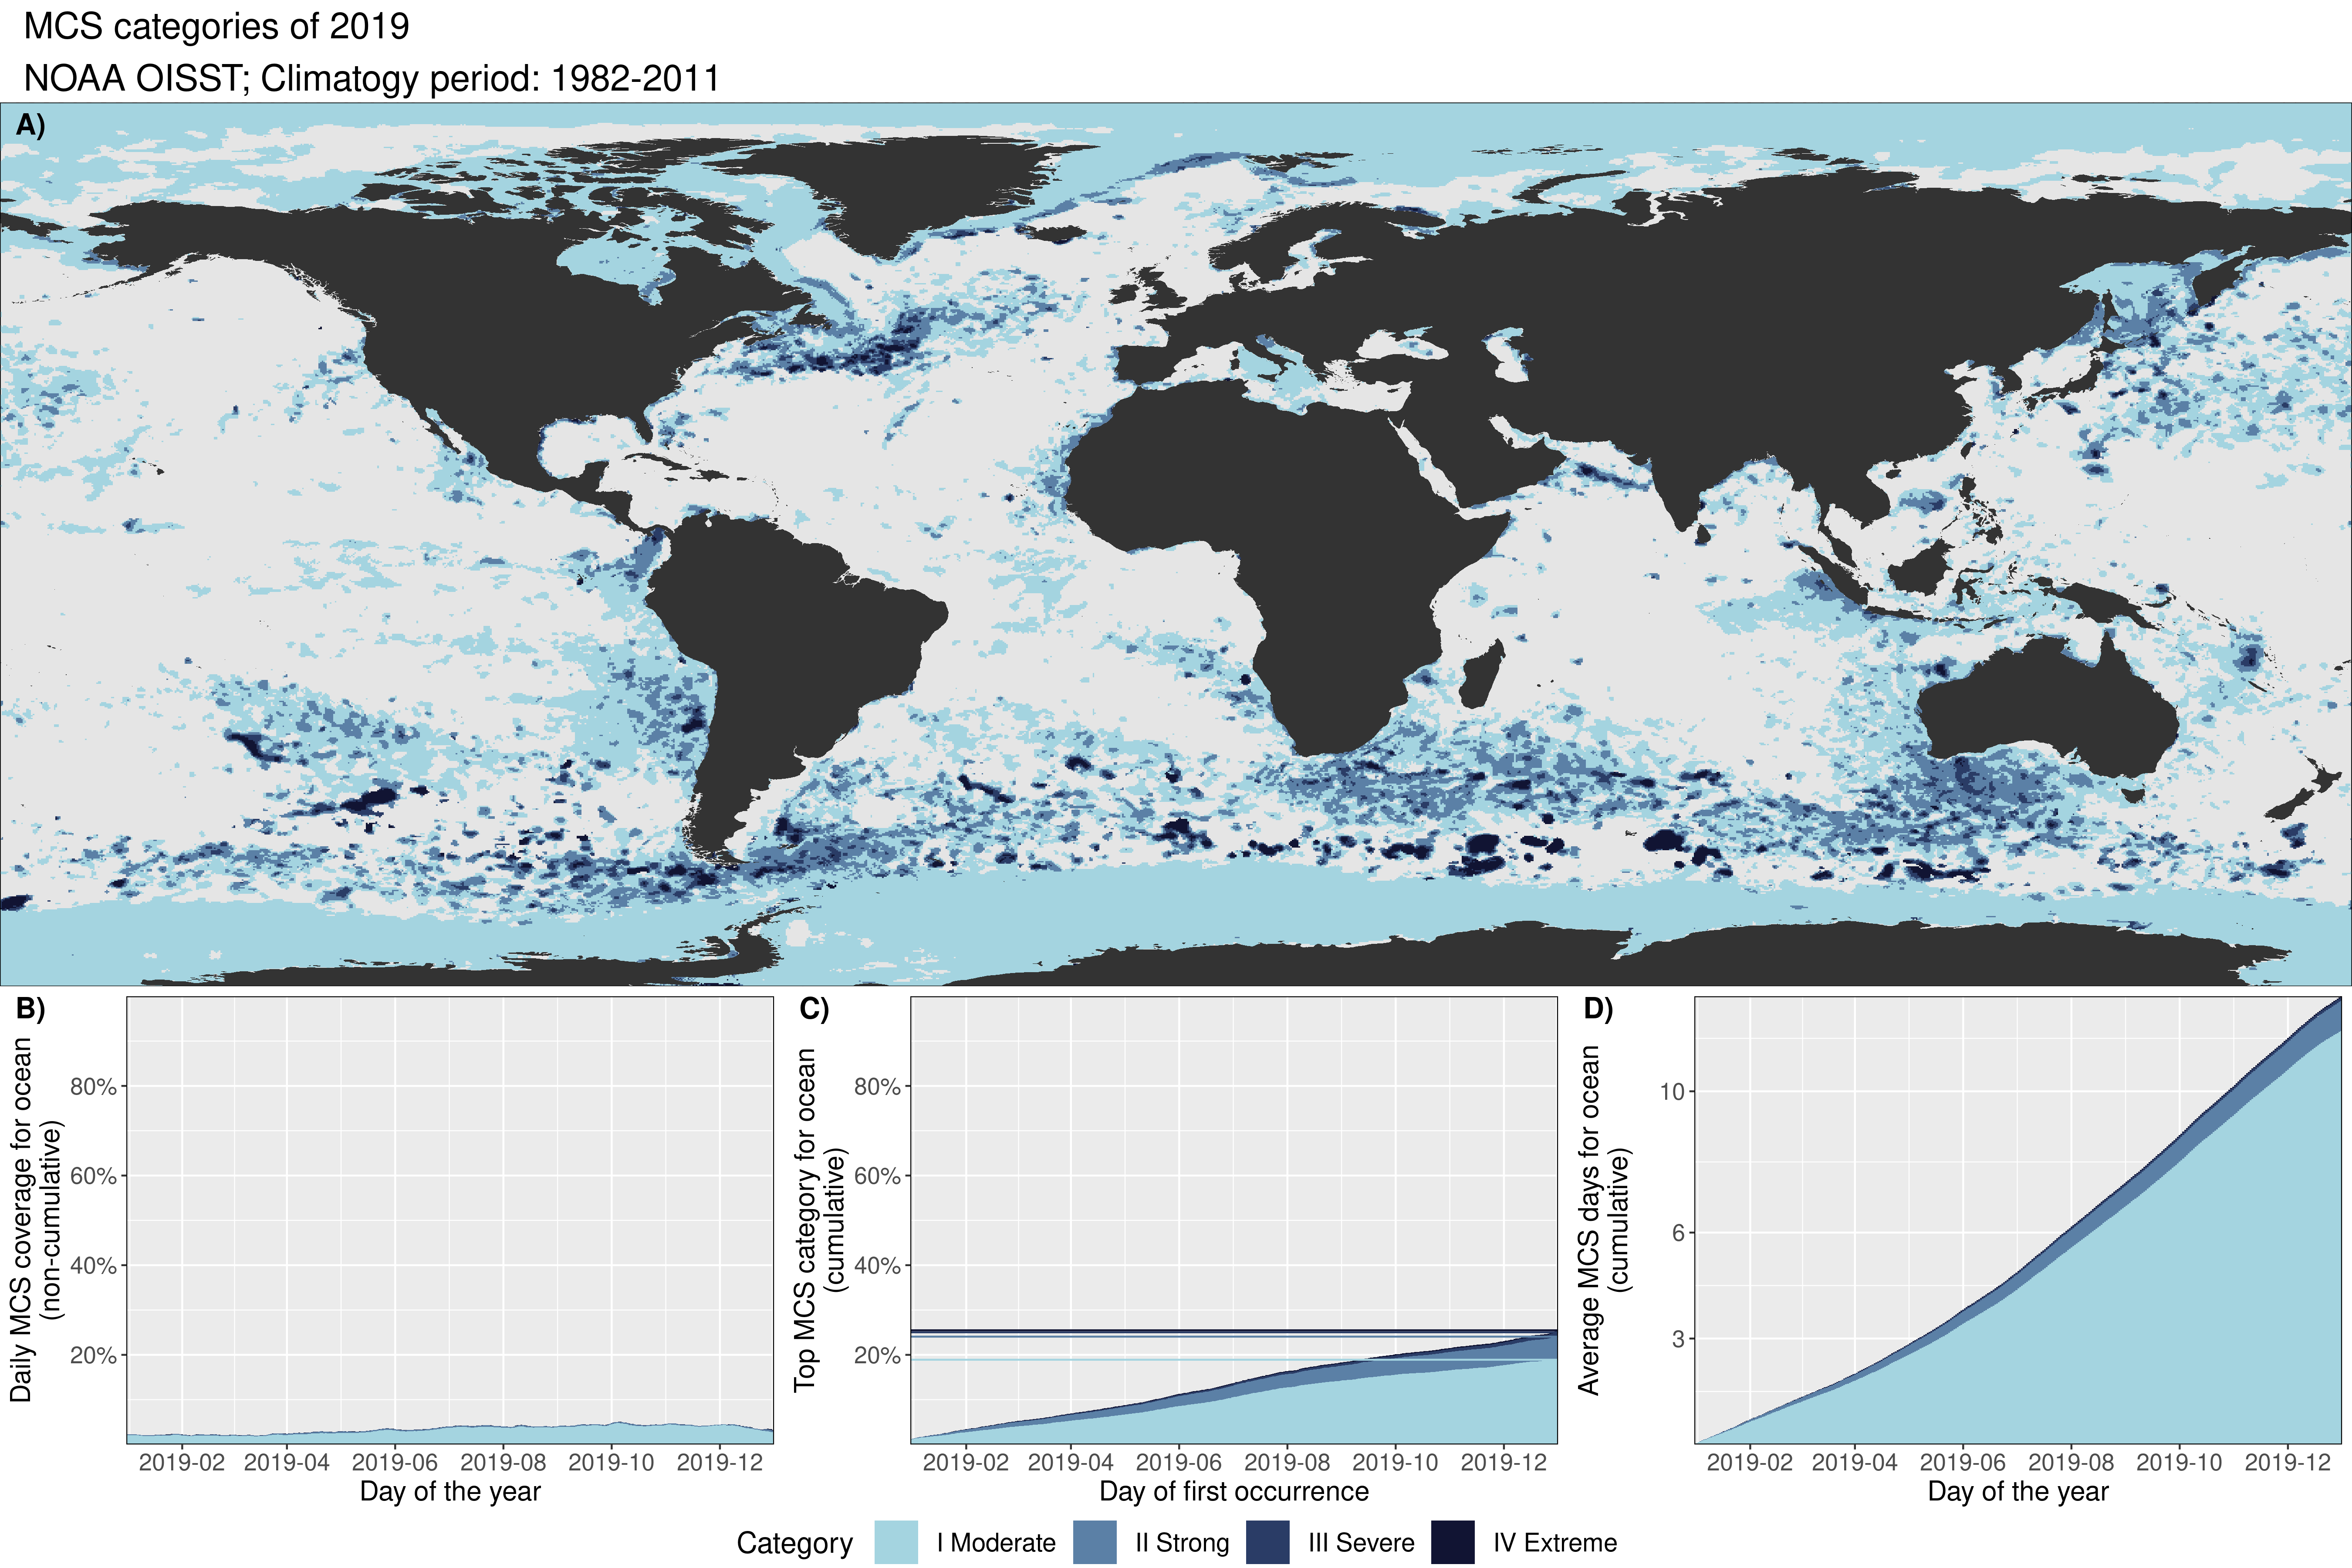 MCS categories of 2019
NOAA OISST; Climatogy period: 1982-2011
A)
B)
Daily MCS coverage for ocean
(non-cumulative)
80%
60%
40%
20%
2019-02 2019-04 2019-06 2019-08 2019-10 2019-12
Day of the year
C)
Top MCS category for ocean
(cumulative)
80%
60%
40%
20%
2019-02 2019-04 2019-06 2019-08 2019-10 2019-12
Day of first occurrence
D)
Average MCS days for ocean
(cumulative)
10
6
3
2019-02 2019-04 2019-06 2019-08 2019-10 2019-12
Day of the year
Category I Moderate II Strong III Severe IV Extreme